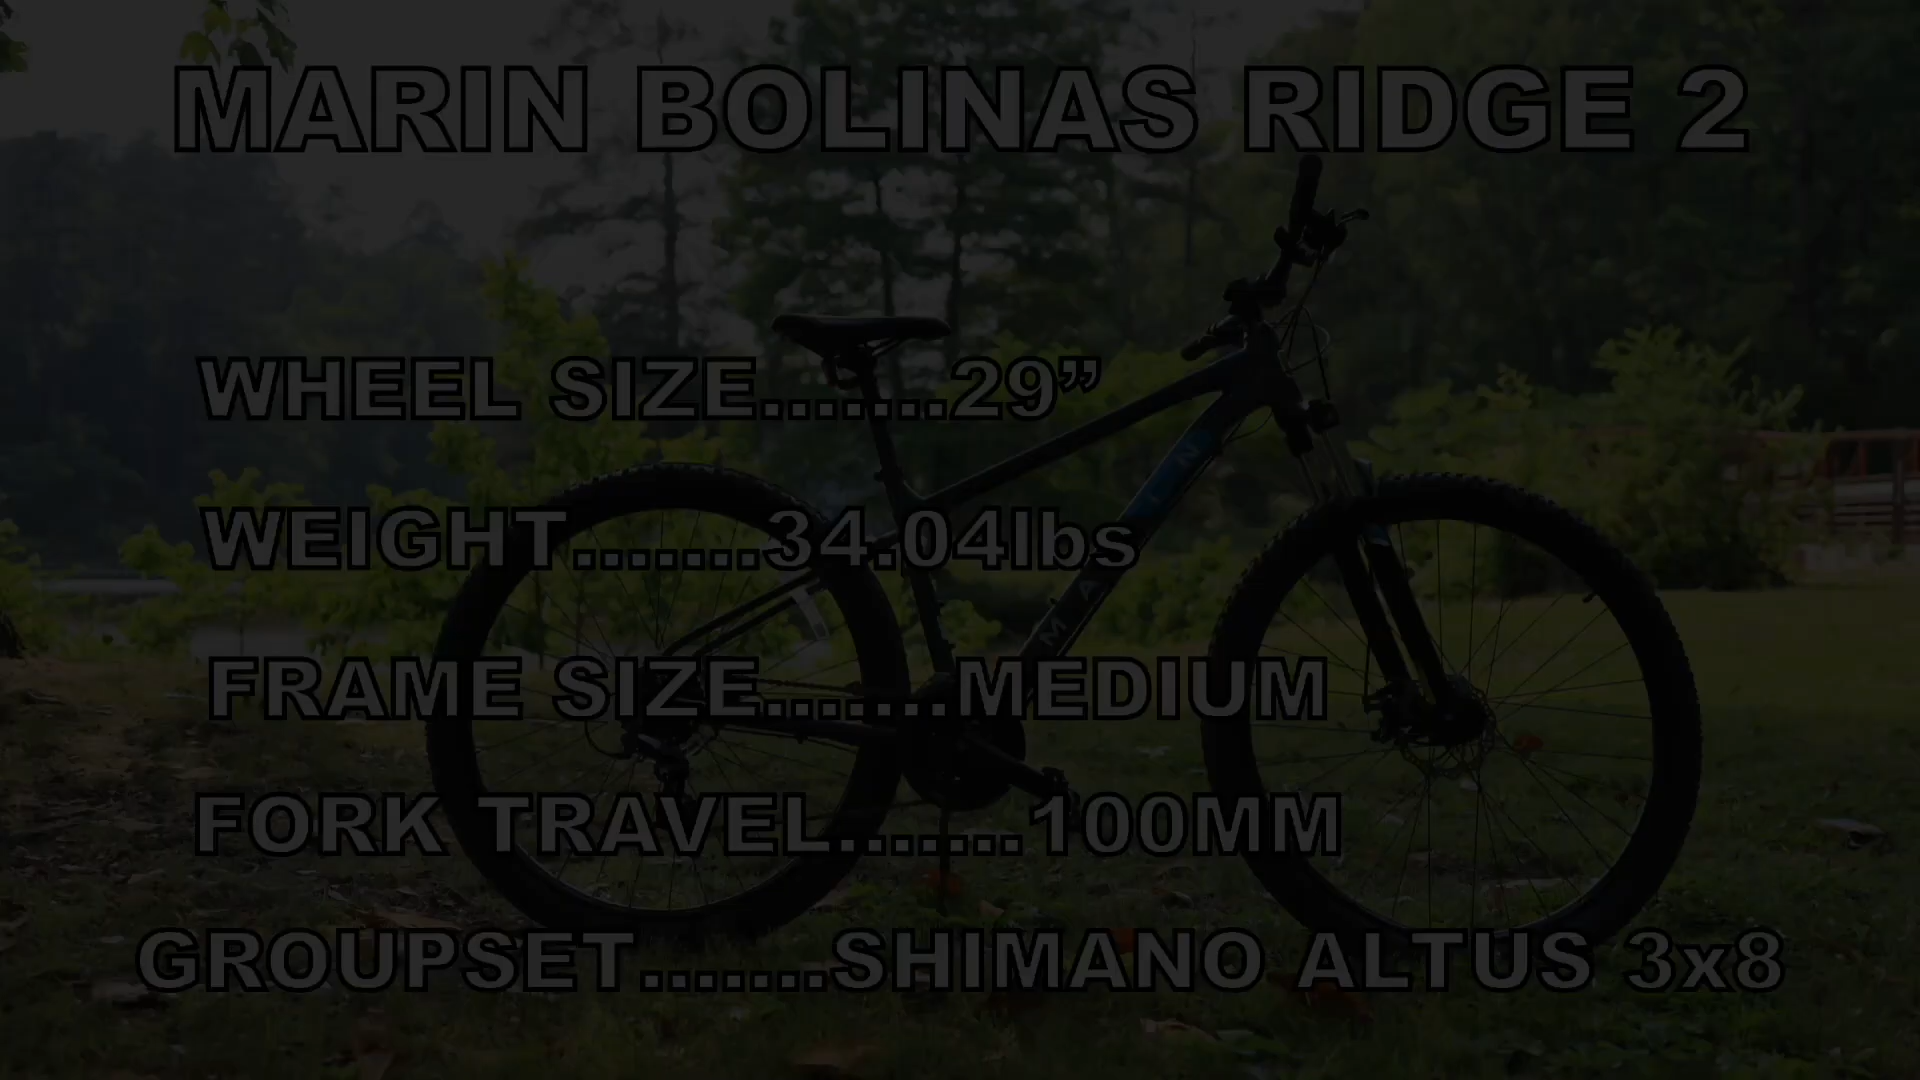 MARIN BOLINAS RIDGE 2
WHEEL SIZE.......29”
WEIGHT.......34.04lbs
FRAME SIZE.......MEDIUM
FORK TRAVEL.......100MM
GROUPSET.......SHIMANO ALTUS 3x8
MARIN